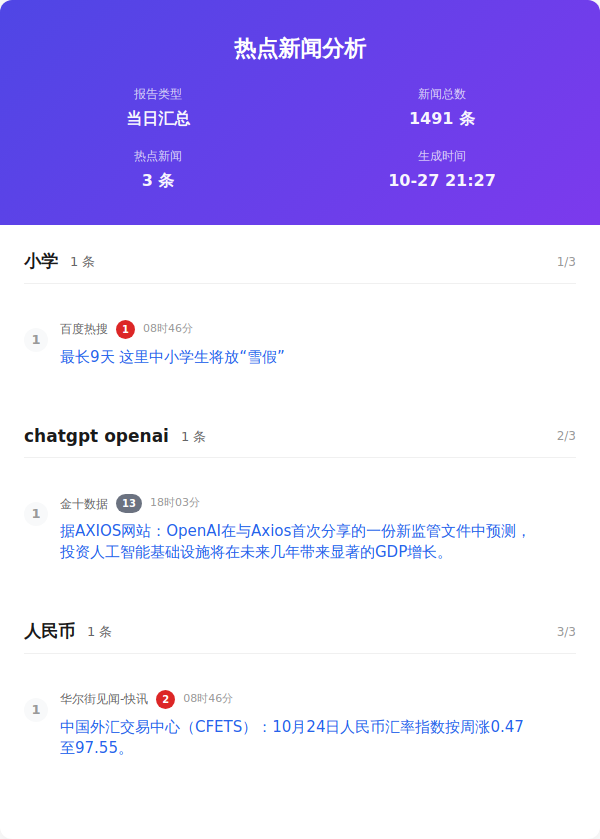 热点新闻分析
报告类型
新闻总数
当日汇总
1491 条
热点新闻
生成时间
3 条
10-27 21:27
小学 1 条 1/3
百度热搜 1 08时46分
1
最长9天 这里中小学生将放“雪假”
chatgpt openai 1 条 2/3
金十数据 13 18时03分
1
据AXIOS网站：OpenAI在与Axios首次分享的一份新监管文件中预测，
投资人工智能基础设施将在未来几年带来显著的GDP增长。
人民币 1 条 3/3
华尔街见闻-快讯 2 08时46分
1
中国外汇交易中心（CFETS）：10月24日人民币汇率指数按周涨0.47
至97.55。